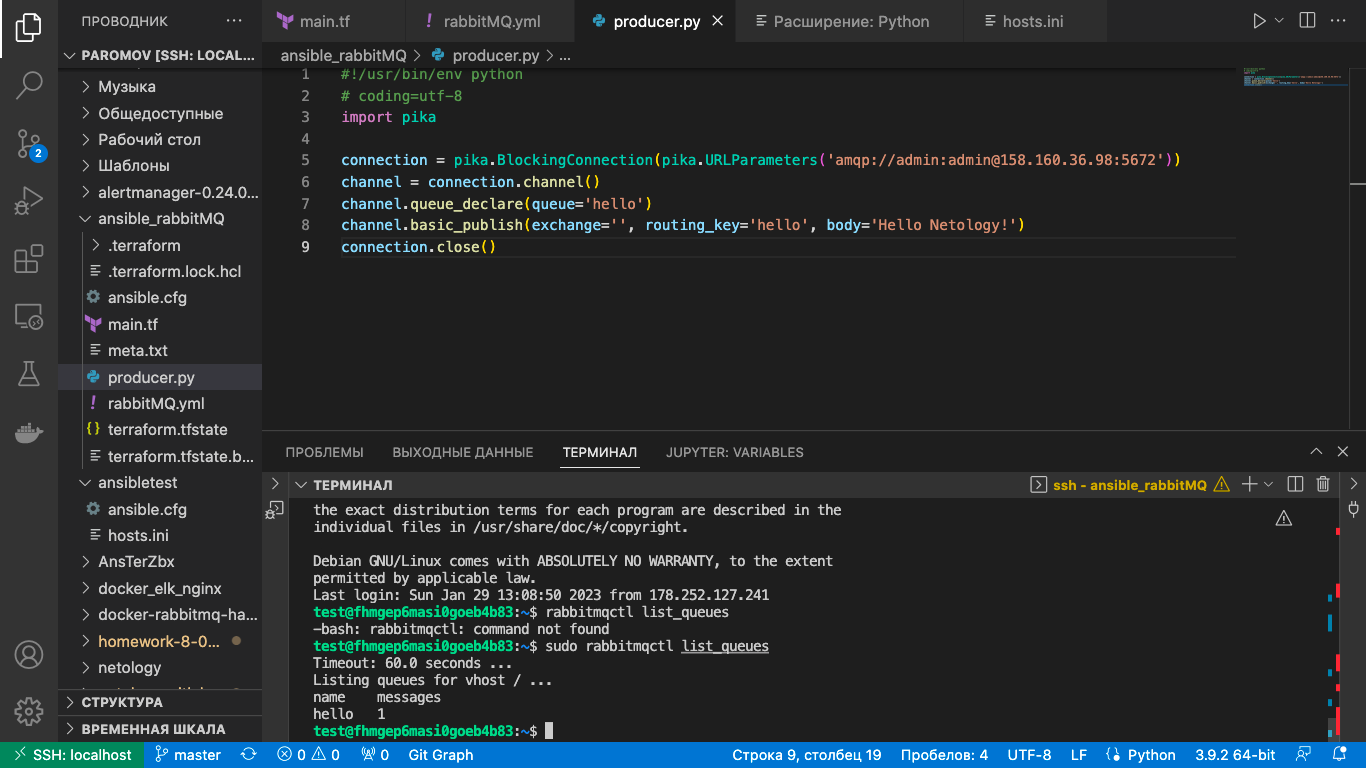 ПРОВОДНИК ...
PAROMOV [SSH: LOCAL...
Музыка
Общедоступные
Рабочий стол
Шаблоны
alertmanager-0.24.0...
ansible_rabbitMQ
.terraform
.terraform.lock.hcl
ansible.cfg
main.tf
meta.txt
producer.py
rabbitMQ.yml
terraform.tfstate
terraform.tfstate.b...
ansibletest
ansible.cfg
hosts.ini
AnsTerZbx
docker_elk_nginx
docker-rabbitmq-ha...
homework-8-0...
netology
СТРУКТУРА
ВРЕМЕННАЯ ШКАЛА
2
main.tf
rabbitMQ.yml
producer.py
Расширение: Python
hosts.ini
ansible_rabbitMQ > producer.py > ...
1 #!/usr/bin/env python
2 # coding=utf-8
3 import pika
4
5 connection = pika.BlockingConnection(pika.URLParameters('amqp://admin:admin@158.160.36.98:5672'))
6 channel = connection.channel()
7 channel.queue_declare(queue='hello')
8 channel.basic_publish(exchange='', routing_key='hello', body='Hello Netology!')
9 connection.close()
ПРОБЛЕМЫ ВЫХОДНЫЕ ДАННЫЕ ТЕРМИНАЛ JUPYTER: VARIABLES
ТЕРМИНАЛ
ssh - ansible_rabbitMQ
the exact distribution terms for each program are described in the
individual files in /usr/share/doc/*/copyright.
Debian GNU/Linux comes with ABSOLUTELY NO WARRANTY, to the extent
permitted by applicable law.
Last login: Sun Jan 29 13:08:50 2023 from 178.252.127.241
test@fhmgep6masi0goeb4b83:~$ rabbitmqctl list_queues
-bash: rabbitmqctl: command not found
test@fhmgep6masi0goeb4b83:~$ sudo rabbitmqctl list_queues
Timeout: 60.0 seconds ...
Listing queues for vhost / ...
name messages
hello 1
test@fhmgep6masi0goeb4b83:~$
SSH: localhost master 0 0 0 Git Graph Строка 9, столбец 19 Пробелов: 4 UTF-8 LF Python 3.9.2 64-bit